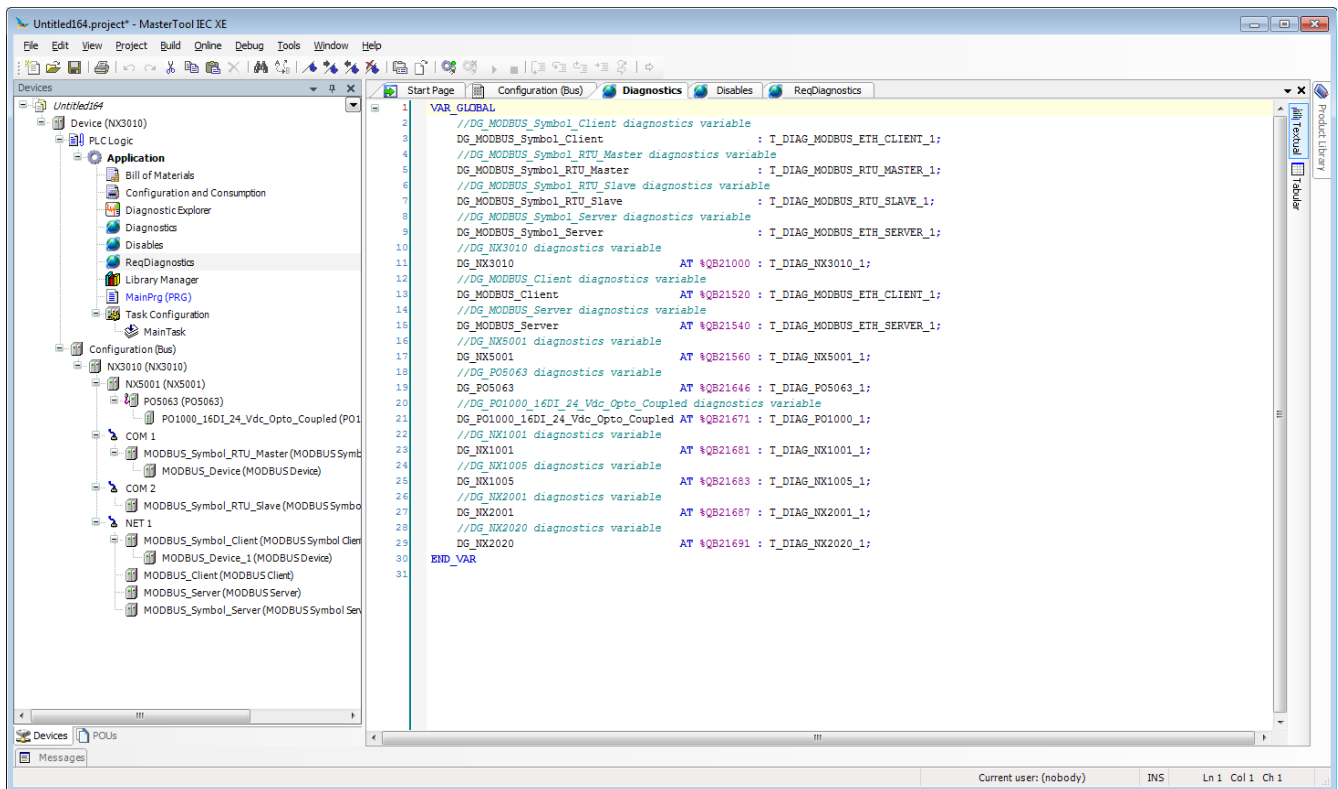 Untitled164.project* - MasterTool IEC XE
File Edit View Project Build Online Debug Tools Window Help
Devices
Untitled164
Device (NX3010)
PLC Logic
Application
Bill of Materials
Configuration and Consumption
Diagnostic Explorer
Diagnostics
Disables
ReqDiagnostics
Library Manager
MainPrg (PRG)
Task Configuration
MainTask
Configuration (Bus)
NX3010 (NX3010)
NX5001 (NX5001)
PO5063 (PO5063)
PO1000_16DI_24_Vdc_Opto_Coupled (PO1
COM 1
MODBUS_Symbol_RTU_Master (MODBUS Symb
MODBUS_Device (MODBUS Device)
COM 2
MODBUS_Symbol_RTU_Slave (MODBUS Symbo
NET 1
MODBUS_Symbol_Client (MODBUS Symbol Clien
MODBUS_Device_1 (MODBUS Device)
MODBUS_Client (MODBUS Client)
MODBUS_Server (MODBUS Server)
MODBUS_Symbol_Server (MODBUS Symbol Serv
Devices POUs
Messages
Start Page Configuration (Bus) Diagnostics Disables ReqDiagnostics
1 VAR_GLOBAL
2 //DG_MODBUS_Symbol_Client diagnostics variable
3 DG_MODBUS_Symbol_Client : T_DIAG_MODBUS_ETH_CLIENT_1;
4 //DG_MODBUS_Symbol_RTU_Master diagnostics variable
5 DG_MODBUS_Symbol_RTU_Master : T_DIAG_MODBUS_RTU_MASTER_1;
6 //DG_MODBUS_Symbol_RTU_Slave diagnostics variable
7 DG_MODBUS_Symbol_RTU_Slave : T_DIAG_MODBUS_RTU_SLAVE_1;
8 //DG_MODBUS_Symbol_Server diagnostics variable
9 DG_MODBUS_Symbol_Server : T_DIAG_MODBUS_ETH_SERVER_1;
10 //DG_NX3010 diagnostics variable
11 DG_NX3010 AT %QB21000 : T_DIAG_NX3010_1;
12 //DG_MODBUS_Client diagnostics variable
13 DG_MODBUS_Client AT %QB21520 : T_DIAG_MODBUS_ETH_CLIENT_1;
14 //DG_MODBUS_Server diagnostics variable
15 DG_MODBUS_Server AT %QB21540 : T_DIAG_MODBUS_ETH_SERVER_1;
16 //DG_NX5001 diagnostics variable
17 DG_NX5001 AT %QB21560 : T_DIAG_NX5001_1;
18 //DG_PO5063 diagnostics variable
19 DG_PO5063 AT %QB21646 : T_DIAG_PO5063_1;
20 //DG_PO1000_16DI_24_Vdc_Opto_Coupled diagnostics variable
21 DG_PO1000_16DI_24_Vdc_Opto_Coupled AT %QB21671 : T_DIAG_PO1000_1;
22 //DG_NX1001 diagnostics variable
23 DG_NX1001 AT %QB21681 : T_DIAG_NX1001_1;
24 //DG_NX1005 diagnostics variable
25 DG_NX1005 AT %QB21683 : T_DIAG_NX1005_1;
26 //DG_NX2001 diagnostics variable
27 DG_NX2001 AT %QB21687 : T_DIAG_NX2001_1;
28 //DG_NX2020 diagnostics variable
29 DG_NX2020 AT %QB21691 : T_DIAG_NX2020_1;
30 END_VAR
31
Textual
Tabular
Product Library
Current user: (nobody) INS Ln 1 Col 1 Ch 1